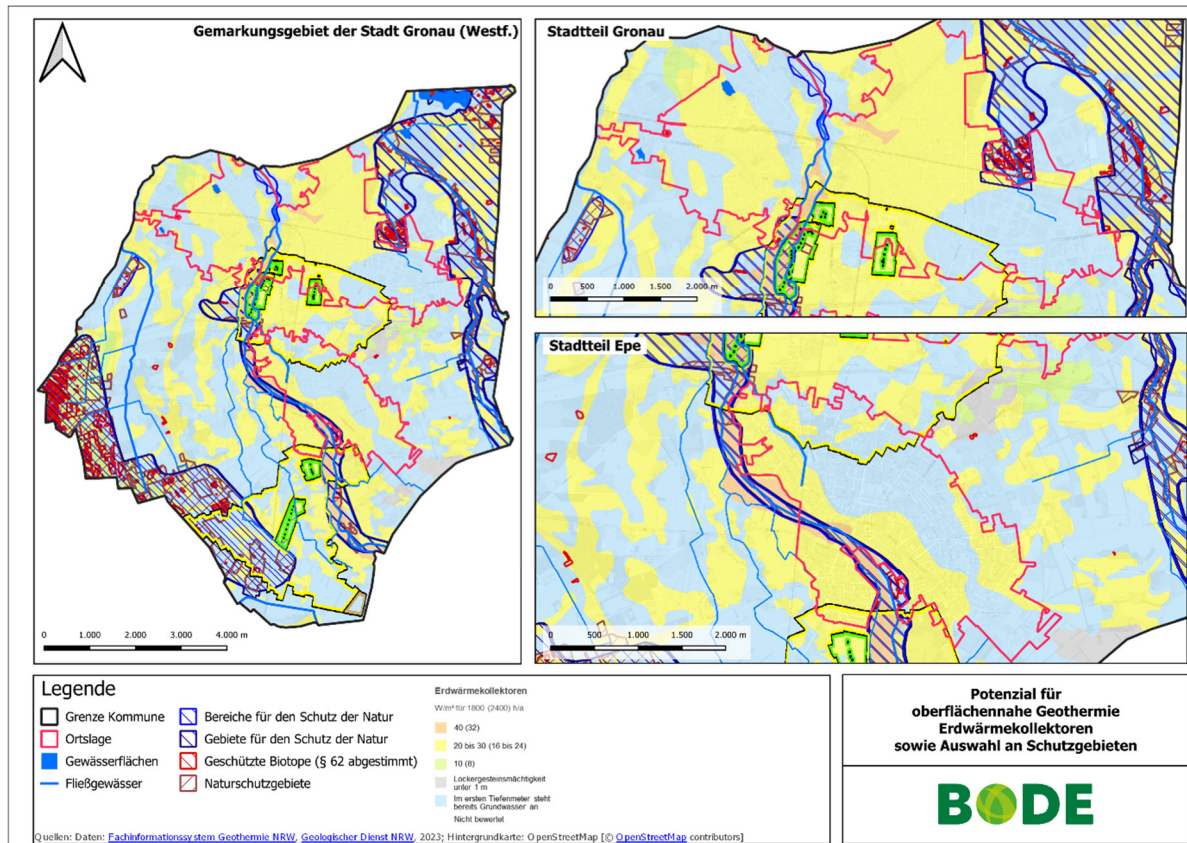 Gemarkungsgebiet der Stadt Gronau (Westf.)
0 1.000 2.000 3.000 4.000 m
Stadtteil Gronau
0 500 1.000 1.500 2.000 m
Stadtteil Epe
0 500 1.000 1.500 2.000 m
Legende
Grenze Kommune
Ortslage
Gewässerflächen
Fließgewässer
Bereiche für den Schutz der Natur
Gebiete für den Schutz der Natur
Geschützte Biotope (§ 62 abgestimmt)
Naturschutzgebiete
Erdwärmekollektoren
W/m² für 1800 (2400) h/a
40 (32)
20 bis 30 (16 bis 24)
10 (8)
Lockergesteinsmächtigkeit
unter 1 m
Im ersten Tiefenmeter steht
bereits Grundwasser an
Nicht bewertet
Potenzial für
oberflächennahe Geothermie
Erdwärmekollektoren
sowie Auswahl an Schutzgebieten
BODE
Quellen: Daten: Fachinformationssystem Geothermie NRW, Geologischer Dienst NRW, 2023; Hintergrundkarte: OpenStreetMap [© OpenStreetMap contributors]